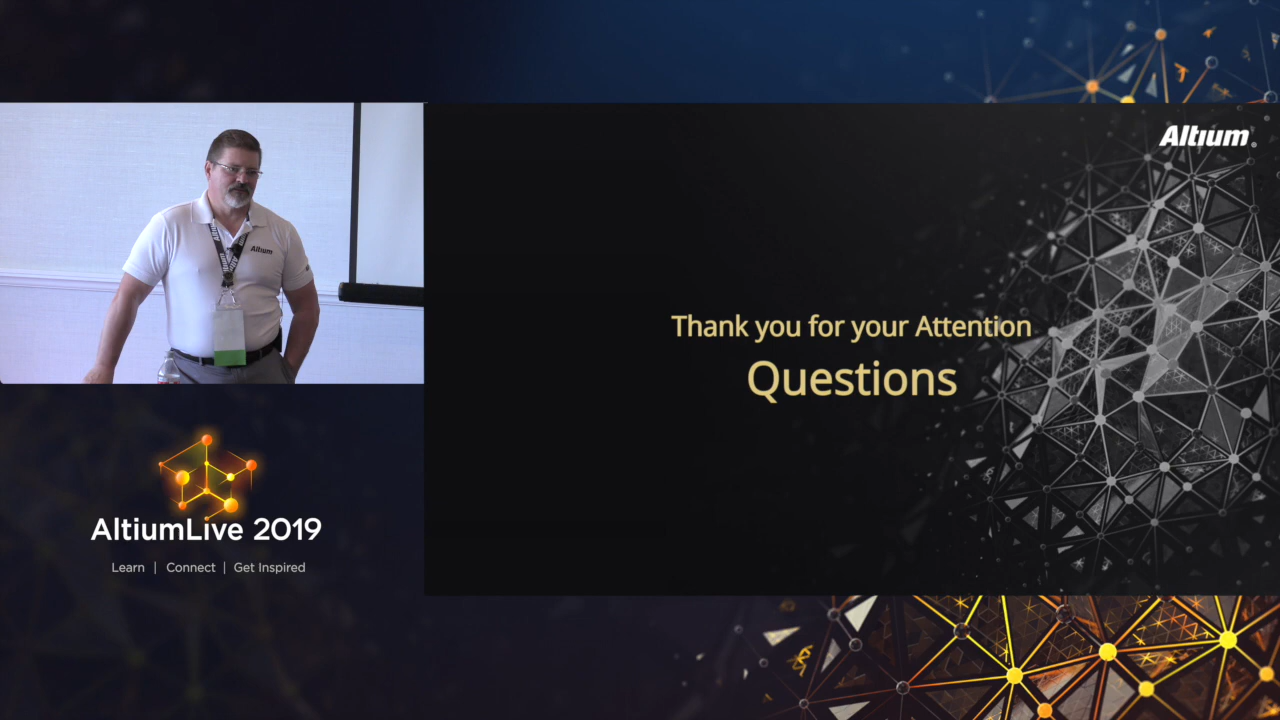 Altium®
Altium
Thank you for your Attention
Questions
AltiumLive 2019
Learn | Connect | Get Inspired